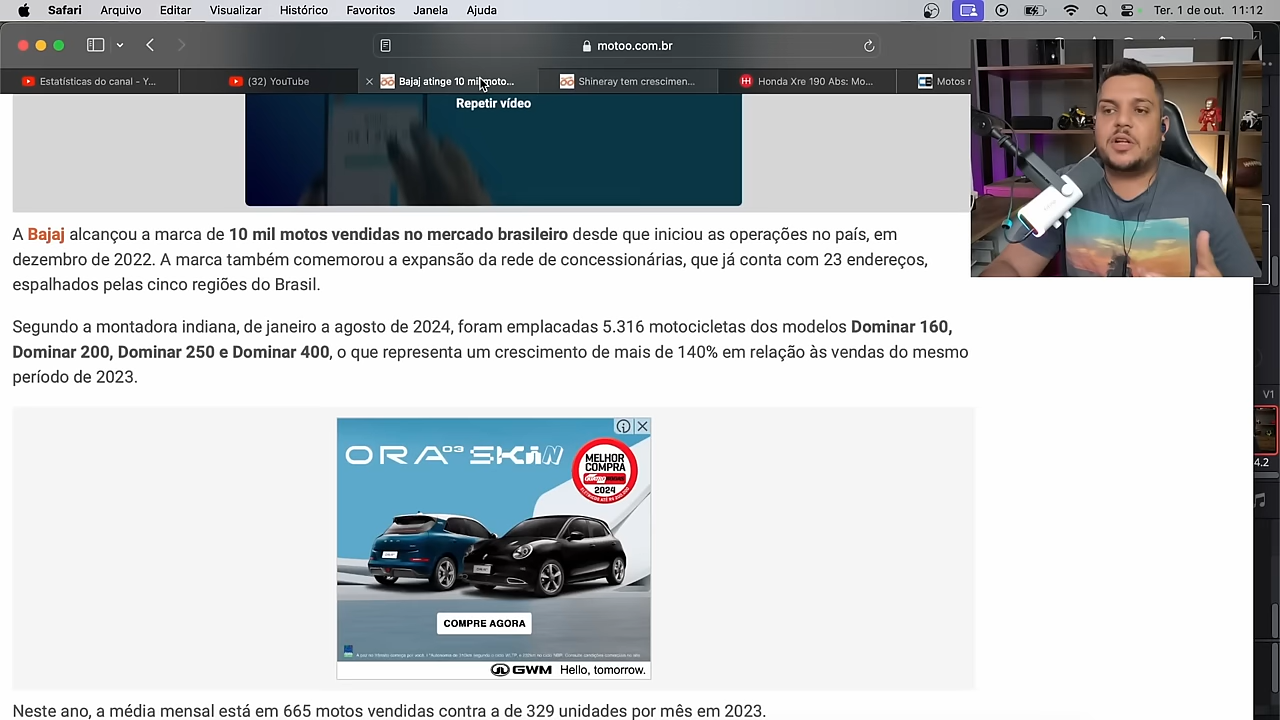 Safari Arquivo Editar Visualizar Histórico Favoritos Janela Ajuda Ter. 1 de out. 11:12
motoo.com.br
Estatísticas do canal - Y...
(32) YouTube
Bajaj atinge 10 mil moto...
Shineray tem crescimen...
Honda Xre 190 Abs: Mo...
Motos
Repetir vídeo
A Bajaj alcançou a marca de 10 mil motos vendidas no mercado brasileiro desde que iniciou as operações no país, em
dezembro de 2022. A marca também comemorou a expansão da rede de concessionárias, que já conta com 23 endereços,
espalhados pelas cinco regiões do Brasil.
Segundo a montadora indiana, de janeiro a agosto de 2024, foram emplacadas 5.316 motocicletas dos modelos Dominar 160,
Dominar 200, Dominar 250 e Dominar 400, o que representa um crescimento de mais de 140% em relação às vendas do mesmo
período de 2023.
ORA 03 SKIN
MELHOR
COMPRA
2024
COMPRE AGORA
GWM Hello, tomorrow.
Neste ano, a média mensal está em 665 motos vendidas contra a de 329 unidades por mês em 2023.
V1
4.2